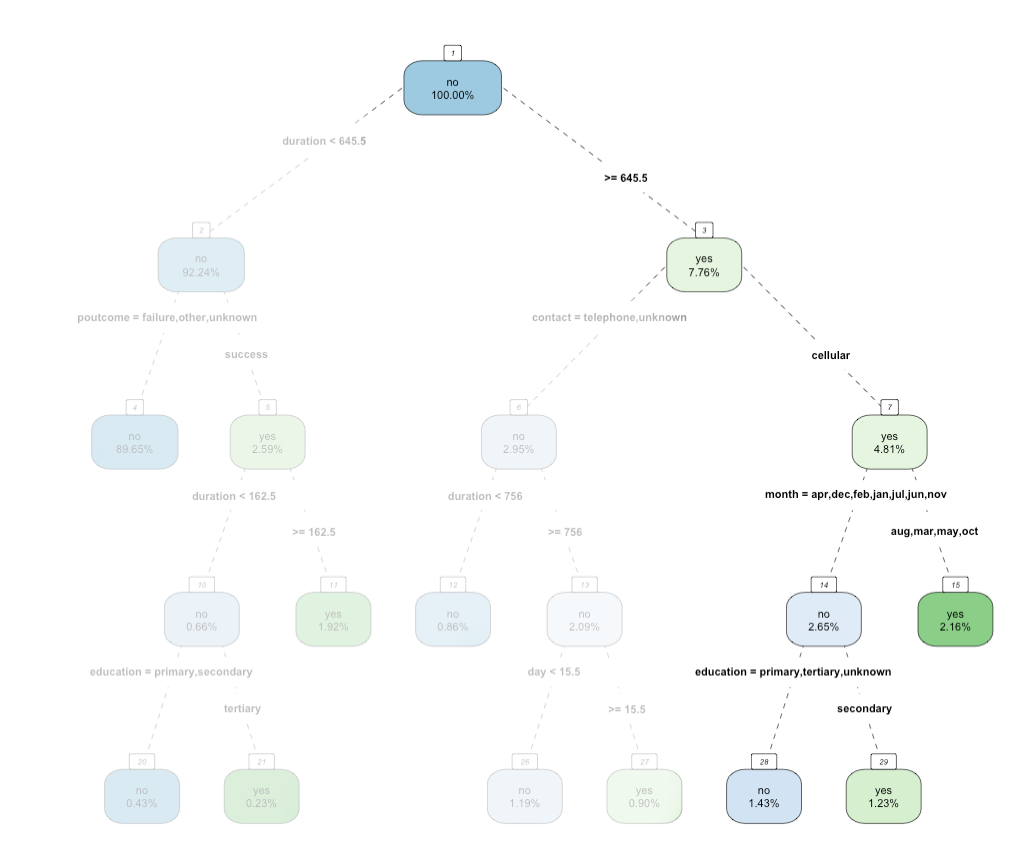 1
no
100.00%
duration < 645.5
>= 645.5
2
no
92.24%
3
yes
7.76%
poutcome = failure,other,unknown
success
contact = telephone,unknown
cellular
4
no
89.65%
5
yes
2.59%
6
no
2.95%
7
yes
4.81%
duration < 162.5
>= 162.5
duration < 756
>= 756
month = apr,dec,feb,jan,jul,jun,nov
aug,mar,may,oct
10
no
0.66%
11
yes
1.92%
12
no
0.86%
13
no
2.09%
14
no
2.65%
15
yes
2.16%
education = primary,secondary
tertiary
day < 15.5
>= 15.5
education = primary,tertiary,unknown
secondary
20
no
0.43%
21
yes
0.23%
26
no
1.19%
27
yes
0.90%
28
no
1.43%
29
yes
1.23%